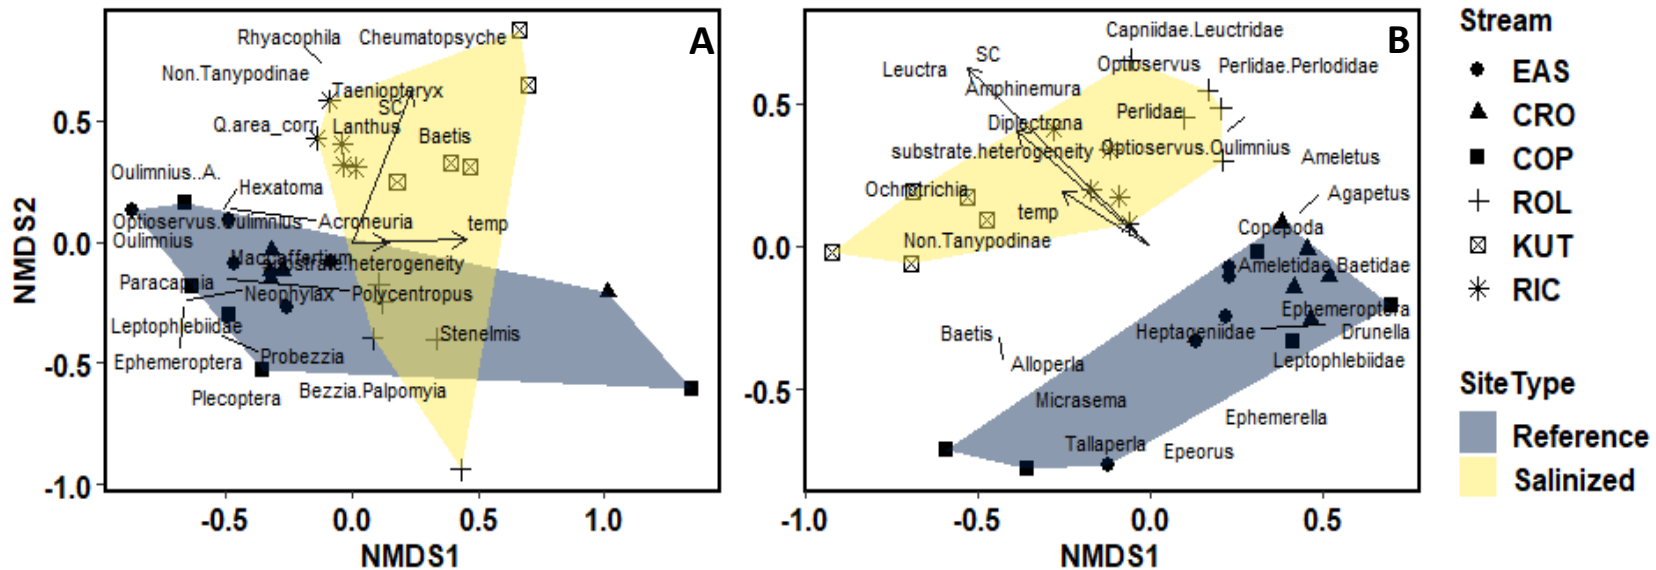 A
Rhyacophila
Cheumatopsyche
Non.Tanypodinae
Taeniopteryx
SC
Q.area_corr
Lanthus
Baetis
Oulimnius..A.
Hexatoma
Optioservus.Oulimnius
Acroneuria
temp
Oulimnius
Maccaffertium
substrate.heterogeneity
Paracapnia
Neophylax
Polycentropus
Leptophlebiidae
Stenelmis
Ephemeroptera
Probezzia
Plecoptera
Bezzia.Palpomyia
NMDS2
0.5
0.0
-0.5
-1.0
-0.5
0.0
0.5
1.0
NMDS1
B
Capniidae.Leuctridae
SC
Leuctra
Optioservus
Perlidae.Perlodidae
Amphinemura
Perlidae
Diplectrona
substrate.heterogeneity
Optioservus.Oulimnius
Ameletus
Ochrotrichia
Agapetus
temp
Copepoda
Non.Tanypodinae
Ameletidae
Baetidae
Ephemeroptera
Baetis
Heptageniidae
Drunella
Alloperla
Leptophlebiidae
Micrasema
Ephemerella
Tallaperla
Epeorus
0.5
0.0
-0.5
-1.0
-0.5
0.0
0.5
NMDS1
Stream
EAS
CRO
COP
ROL
KUT
RIC
SiteType
Reference
Salinized